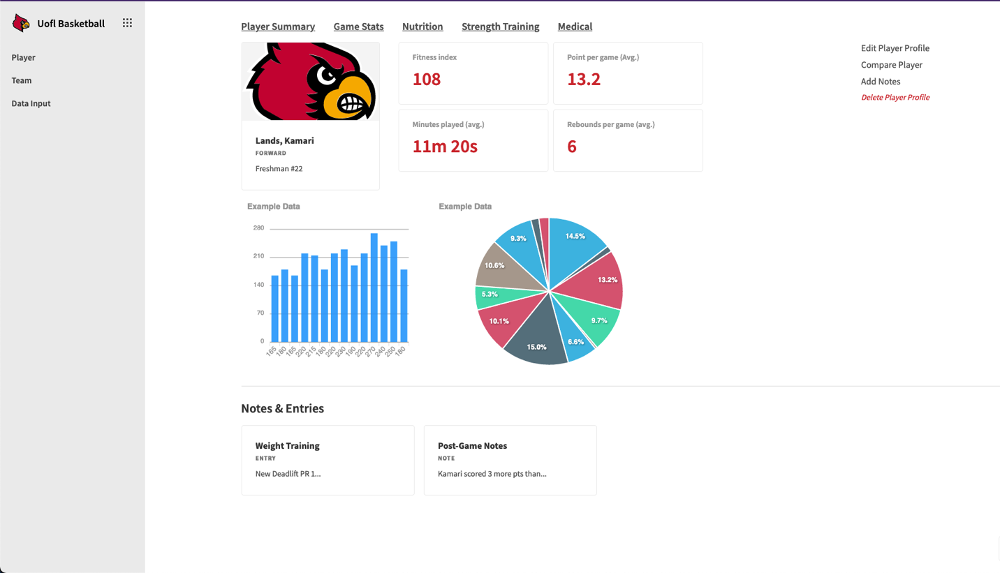 Uofl Basketball
Player
Team
Data Input
Player Summary Game Stats Nutrition Strength Training Medical
Edit Player Profile
Compare Player
Add Notes
Delete Player Profile
Lands, Kamari
FORWARD
Freshman #22
Fitness index
108
Point per game (Avg.)
13.2
Minutes played (avg.)
11m 20s
Rebounds per game (avg.)
6
Example Data
280
210
140
70
0
165 180 165 220 215 180 220 230 190 220 270 240 250 180
Example Data
14.5%
13.2%
9.7%
6.6%
15.0%
10.1%
5.3%
10.6%
9.3%
Notes & Entries
Weight Training
ENTRY
New Deadlift PR 1...
Post-Game Notes
NOTE
Kamari scored 3 more pts than...